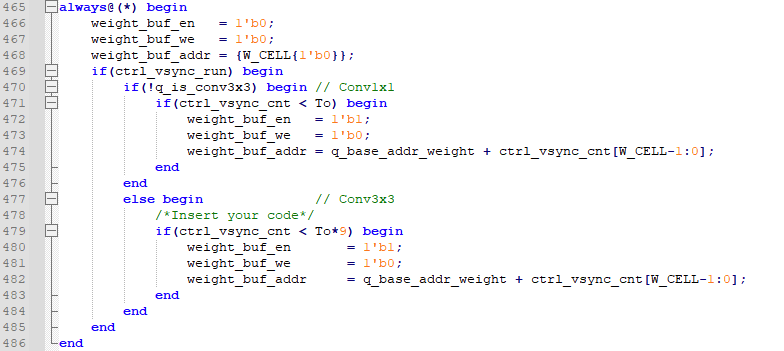 465 always@(*) begin
466     weight_buf_en   = 1'b0;
467     weight_buf_we   = 1'b0;
468     weight_buf_addr = {W_CELL{1'b0}};
469     if(ctrl_vsync_run) begin
470         if(!q_is_conv3x3) begin // Conv1x1
471             if(ctrl_vsync_cnt < To) begin
472                 weight_buf_en   = 1'b1;
473                 weight_buf_we   = 1'b0;
474                 weight_buf_addr = q_base_addr_weight + ctrl_vsync_cnt[W_CELL-1:0];
475             end
476         end
477         else begin              // Conv3x3
478             /*Insert your code*/
479             if(ctrl_vsync_cnt < To*9) begin
480                 weight_buf_en       = 1'b1;
481                 weight_buf_we       = 1'b0;
482                 weight_buf_addr     = q_base_addr_weight + ctrl_vsync_cnt[W_CELL-1:0];
483             end
484         end
485     end
486 end